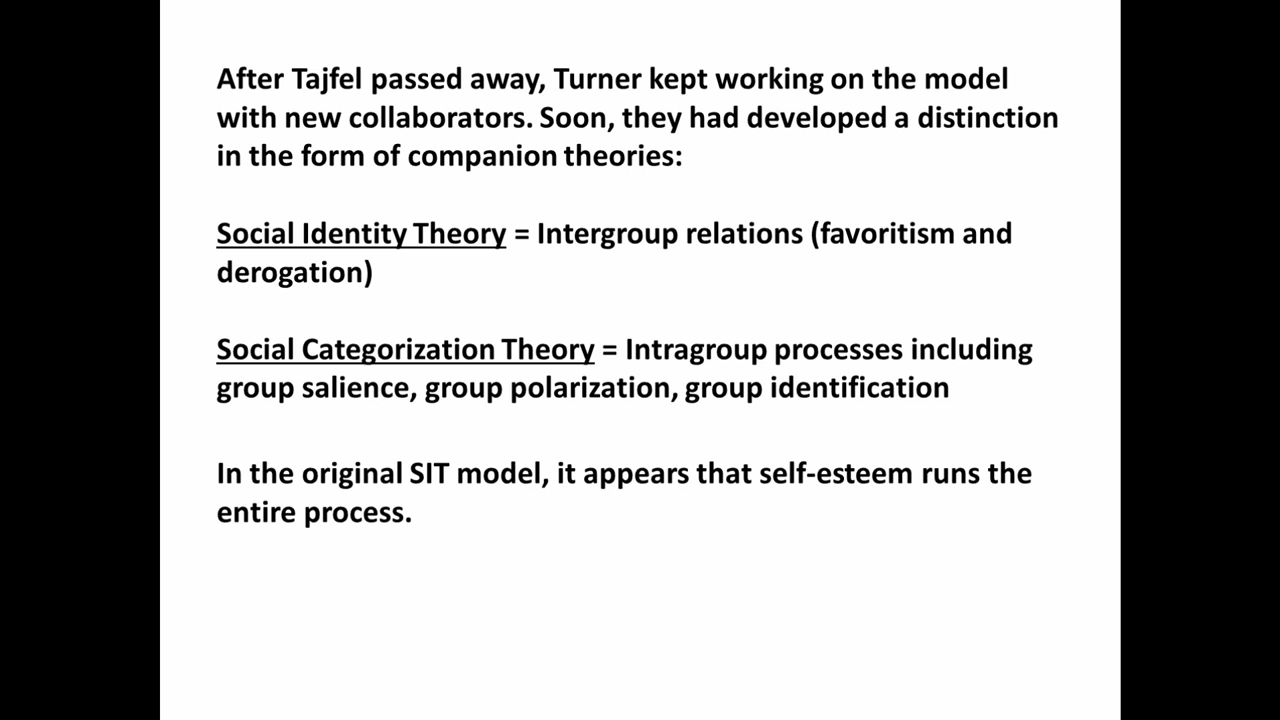 After Tajfel passed away, Turner kept working on the model
with new collaborators. Soon, they had developed a distinction
in the form of companion theories:
Social Identity Theory = Intergroup relations (favoritism and
derogation)
Social Categorization Theory = Intragroup processes including
group salience, group polarization, group identification
In the original SIT model, it appears that self-esteem runs the
entire process.